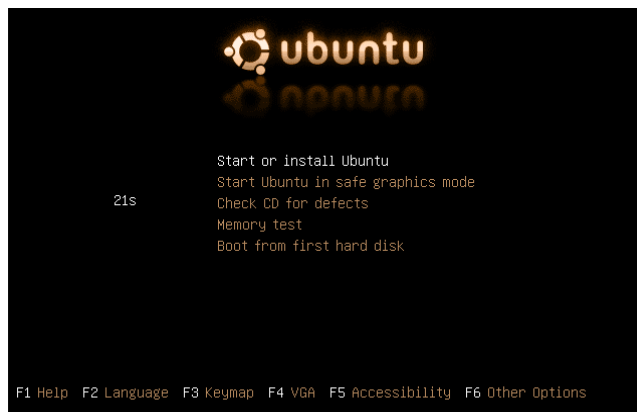 ubuntu
Start or install Ubuntu
Start Ubuntu in safe graphics mode
21s
Check CD for defects
Memory test
Boot from first hard disk
F1 Help F2 Language F3 Keymap F4 VGA F5 Accessibility F6 Other Options